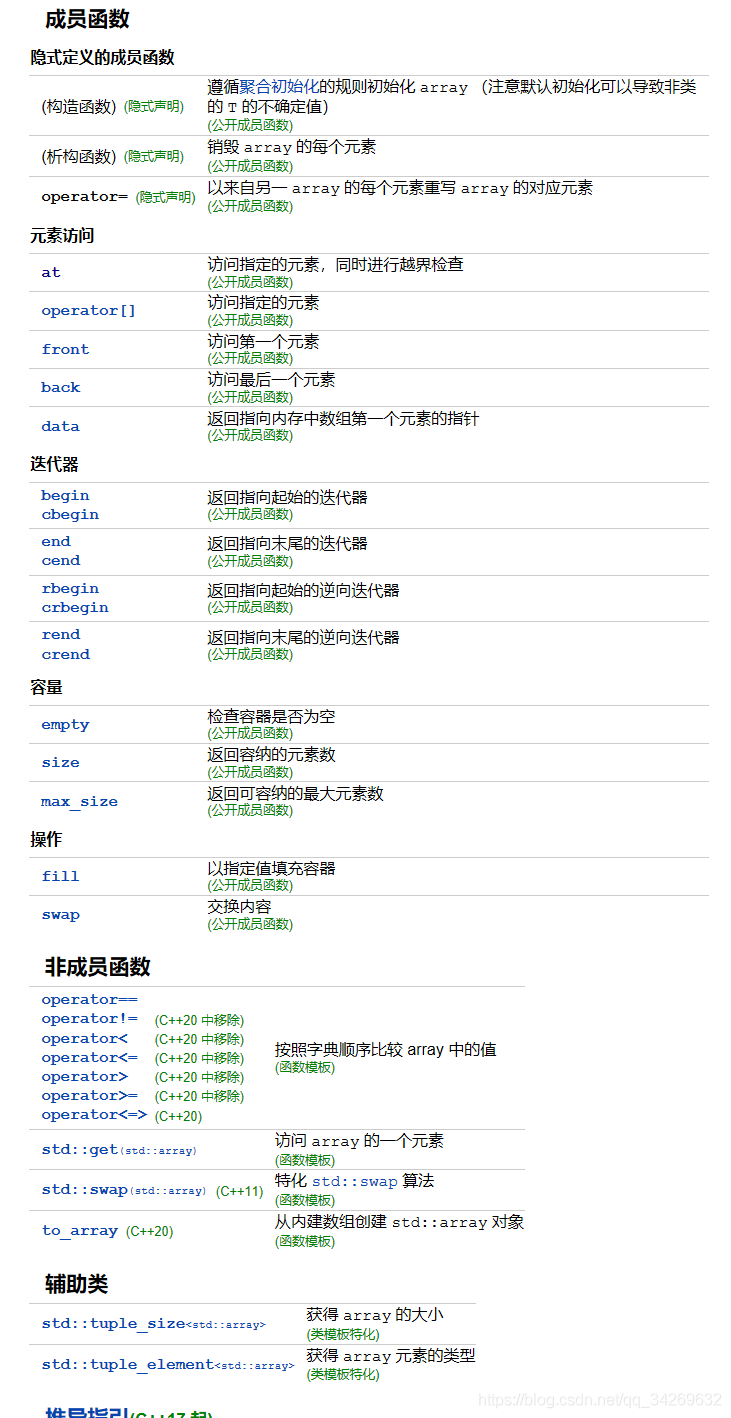 成员函数
隐式定义的成员函数
(构造函数) (隐式声明)
遵循聚合初始化的规则初始化 array （注意默认初始化可以导致非类
的 T 的不确定值）
(公开成员函数)
(析构函数) (隐式声明)
销毁 array 的每个元素
(公开成员函数)
operator= (隐式声明)
以来自另一 array 的每个元素重写 array 的对应元素
(公开成员函数)
元素访问
at
访问指定的元素，同时进行越界检查
(公开成员函数)
operator[]
访问指定的元素
(公开成员函数)
front
访问第一个元素
(公开成员函数)
back
访问最后一个元素
(公开成员函数)
data
返回指向内存中数组第一个元素的指针
(公开成员函数)
迭代器
begin
cbegin
返回指向起始的迭代器
(公开成员函数)
end
cend
返回指向末尾的迭代器
(公开成员函数)
rbegin
crbegin
返回指向起始的逆向迭代器
(公开成员函数)
rend
crend
返回指向末尾的逆向迭代器
(公开成员函数)
容量
empty
检查容器是否为空
(公开成员函数)
size
返回容纳的元素数
(公开成员函数)
max_size
返回可容纳的最大元素数
(公开成员函数)
操作
fill
以指定值填充容器
(公开成员函数)
swap
交换内容
(公开成员函数)
非成员函数
operator==
operator!= (C++20 中移除)
operator< (C++20 中移除)
operator<= (C++20 中移除)
operator> (C++20 中移除)
operator>= (C++20 中移除)
operator<=> (C++20)
按照字典顺序比较 array 中的值
(函数模板)
std::get(std::array)
访问 array 的一个元素
(函数模板)
std::swap(std::array) (C++11)
特化 std::swap 算法
(函数模板)
to_array (C++20)
从内建数组创建 std::array 对象
(函数模板)
辅助类
std::tuple_size<std::array>
获得 array 的大小
(类模板特化)
std::tuple_element<std::array>
获得 array 元素的类型
(类模板特化)
推导指引(C++17 起)
https://blog.csdn.net/qq_34269632